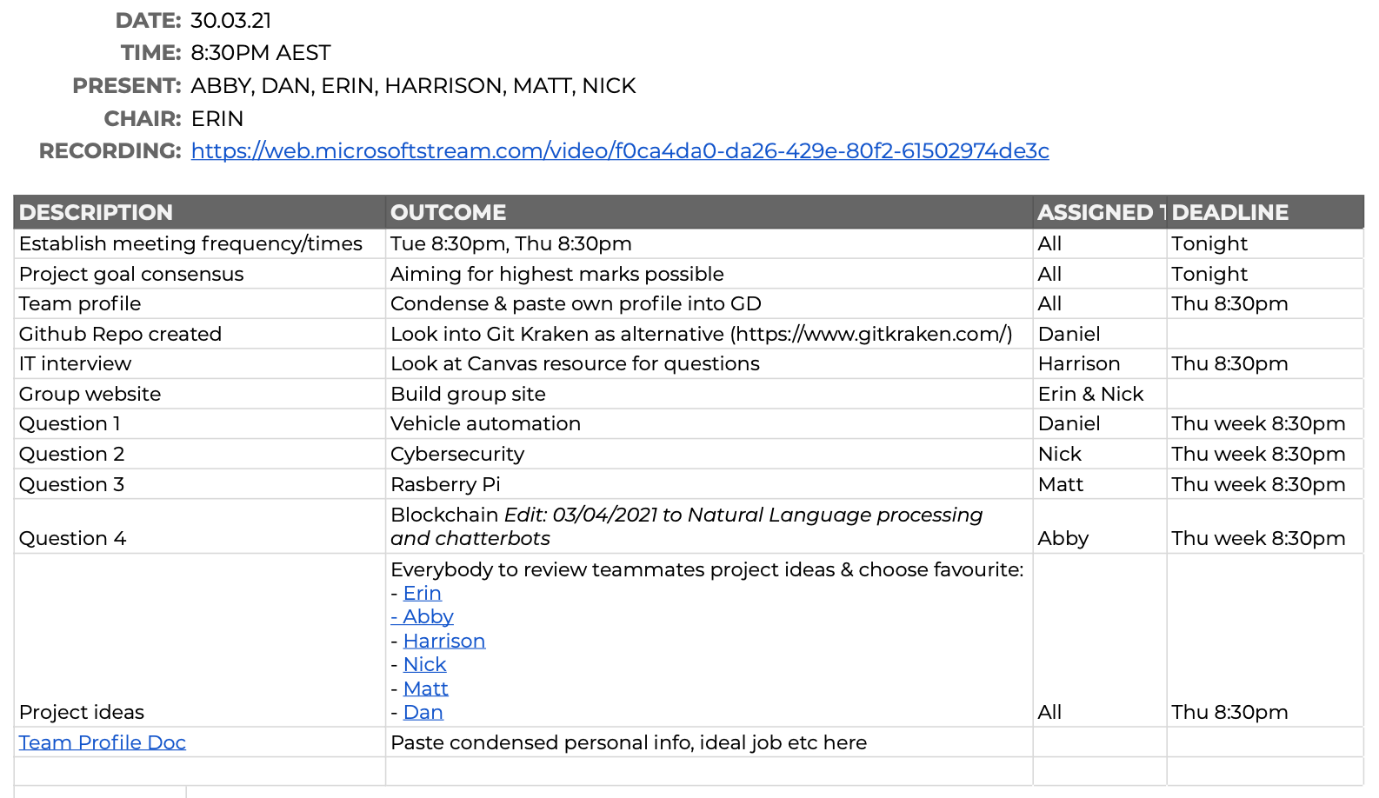 DATE: 30.03.21
TIME: 8:30PM AEST
PRESENT: ABBY, DAN, ERIN, HARRISON, MATT, NICK
CHAIR: ERIN
RECORDING: https://web.microsoftstream.com/video/f0ca4da0-da26-429e-80f2-61502974de3c
DESCRIPTION OUTCOME ASSIGNED T DEADLINE
Establish meeting frequency/times Tue 8:30pm, Thu 8:30pm All Tonight
Project goal consensus Aiming for highest marks possible All Tonight
Team profile Condense & paste own profile into GD All Thu 8:30pm
Github Repo created Look into Git Kraken as alternative (https://www.gitkraken.com/) Daniel
IT interview Look at Canvas resource for questions Harrison Thu 8:30pm
Group website Build group site Erin & Nick
Question 1 Vehicle automation Daniel Thu week 8:30pm
Question 2 Cybersecurity Nick Thu week 8:30pm
Question 3 Rasberry Pi Matt Thu week 8:30pm
Blockchain Edit: 03/04/2021 to Natural Language processing
Question 4 and chatterbots Abby Thu week 8:30pm
Everybody to review teammates project ideas & choose favourite:
- Erin
- Abby
- Harrison
- Nick
- Matt
Project ideas - Dan All Thu 8:30pm
Team Profile Doc Paste condensed personal info, ideal job etc here